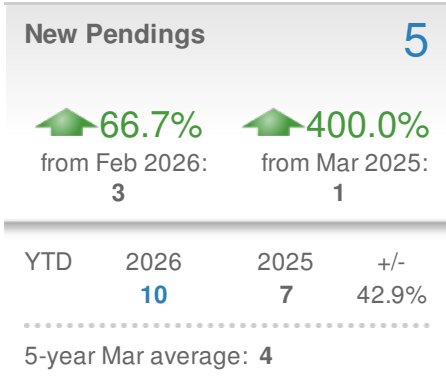 New Pendings 5
66.7% 400.0%
from Feb 2026: from Mar 2025:
3 1
YTD 2026 2025 +/-
10 7 42.9%
5-year Mar average: 4